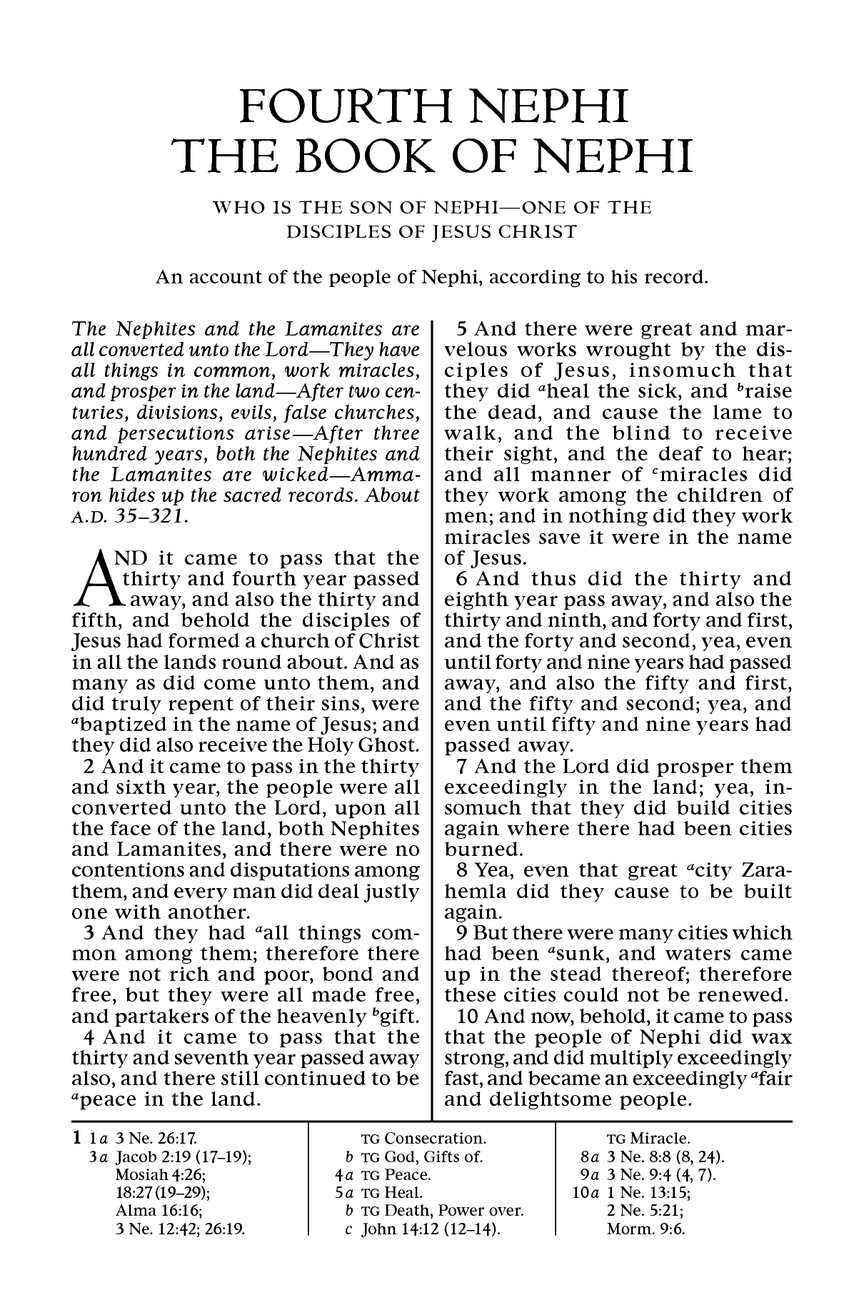 FOURTH NEPHI
THE BOOK OF NEPHI
WHO IS THE SON OF NEPHI—ONE OF THE
DISCIPLES OF JESUS CHRIST
An account of the people of Nephi, according to his record.
The Nephites and the Lamanites are
all converted unto the Lord—They have
all things in common, work miracles,
and prosper in the land—After two cen-
turies, divisions, evils, false churches,
and persecutions arise—After three
hundred years, both the Nephites and
the Lamanites are wicked—Amma-
ron hides up the sacred records. About
A.D. 35–321.
AND it came to pass that the
thirty and fourth year passed
away, and also the thirty and
fifth, and behold the disciples of
Jesus had formed a church of Christ
in all the lands round about. And as
many as did come unto them, and
did truly repent of their sins, were
abaptized in the name of Jesus; and
they did also receive the Holy Ghost.
2 And it came to pass in the thirty
and sixth year, the people were all
converted unto the Lord, upon all
the face of the land, both Nephites
and Lamanites, and there were no
contentions and disputations among
them, and every man did deal justly
one with another.
3 And they had aall things com-
mon among them; therefore there
were not rich and poor, bond and
free, but they were all made free,
and partakers of the heavenly bgift.
4 And it came to pass that the
thirty and seventh year passed away
also, and there still continued to be
apeace in the land.
5 And there were great and mar-
velous works wrought by the dis-
ciples of Jesus, insomuch that
they did aheal the sick, and braise
the dead, and cause the lame to
walk, and the blind to receive
their sight, and the deaf to hear;
and all manner of cmiracles did
they work among the children of
men; and in nothing did they work
miracles save it were in the name
of Jesus.
6 And thus did the thirty and
eighth year pass away, and also the
thirty and ninth, and forty and first,
and the forty and second, yea, even
until forty and nine years had passed
away, and also the fifty and first,
and the fifty and second; yea, and
even until fifty and nine years had
passed away.
7 And the Lord did prosper them
exceedingly in the land; yea, in-
somuch that they did build cities
again where there had been cities
burned.
8 Yea, even that great acity Zara-
hemla did they cause to be built
again.
9 But there were many cities which
had been asunk, and waters came
up in the stead thereof; therefore
these cities could not be renewed.
10 And now, behold, it came to pass
that the people of Nephi did wax
strong, and did multiply exceedingly
fast, and became an exceedingly afair
and delightsome people.
1 1a 3 Ne. 26:17.
3a Jacob 2:19 (17–19);
Mosiah 4:26;
18:27 (19–29);
Alma 16:16;
3 Ne. 12:42; 26:19.
TG Consecration.
b TG God, Gifts of.
4a TG Peace.
5a TG Heal.
b TG Death, Power over.
c John 14:12 (12–14).
TG Miracle.
8a 3 Ne. 8:8 (8, 24).
9a 3 Ne. 9:4 (4, 7).
10a 1 Ne. 13:15;
2 Ne. 5:21;
Morm. 9:6.